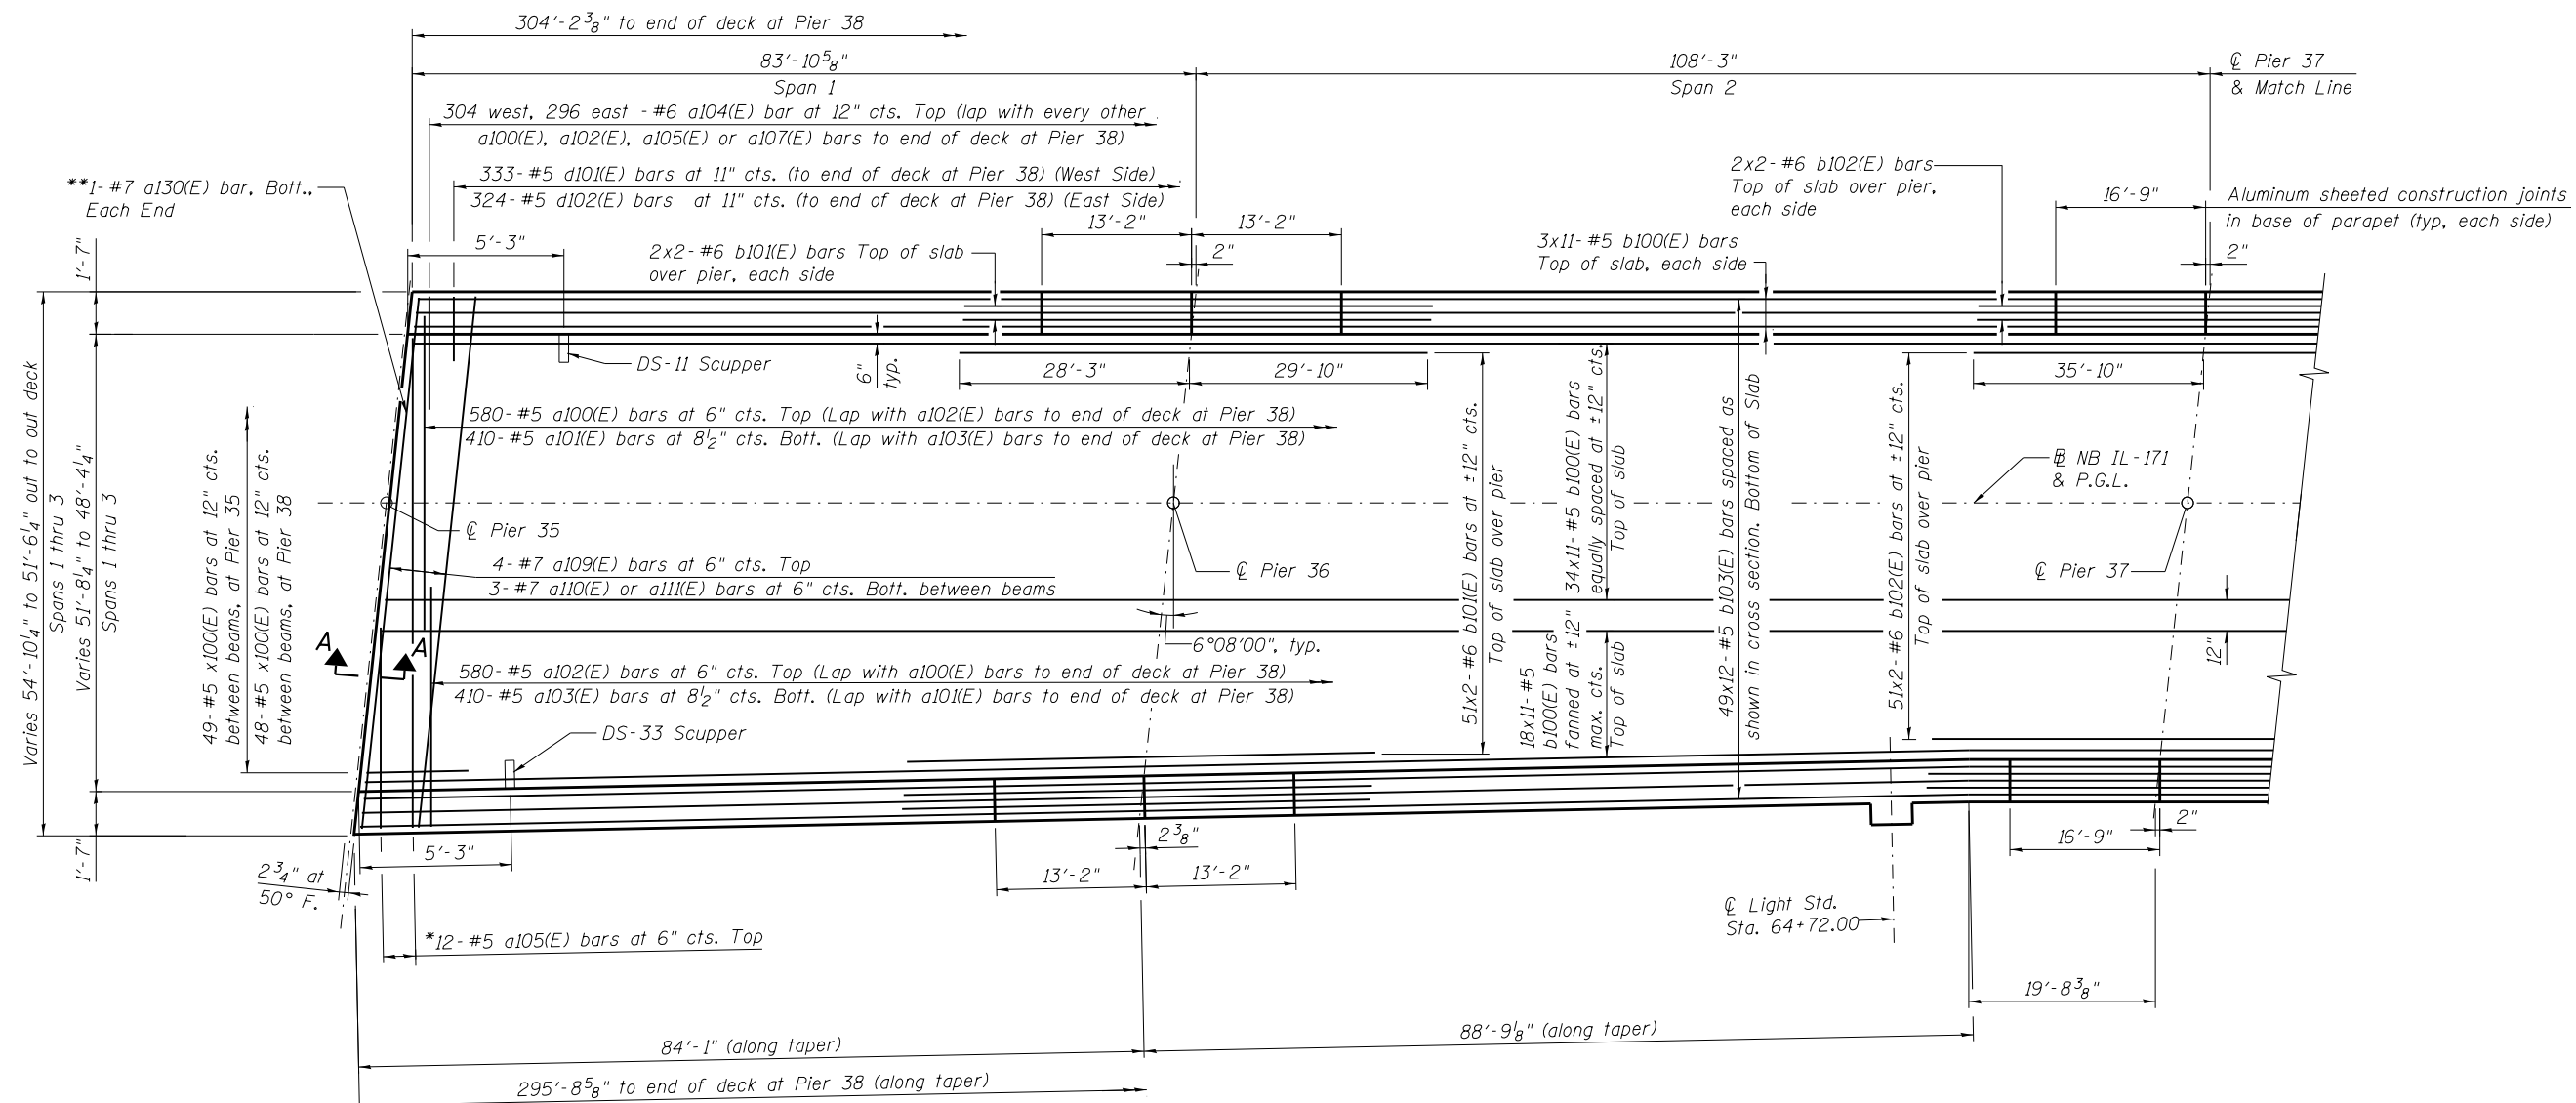 304'-2 3/8" to end of deck at Pier 38
83'-10 5/8"
Span 1
108'-3"
Span 2
℄ Pier 37
& Match Line
304 west, 296 east - #6 a104(E) bar at 12" cts. Top (lap with every other
a100(E), a102(E), a105(E) or a107(E) bars to end of deck at Pier 38)
333-#5 d101(E) bars at 11" cts. (to end of deck at Pier 38) (West Side)
324-#5 d102(E) bars at 11" cts. (to end of deck at Pier 38) (East Side)
**1-#7 a130(E) bar, Bott.,
Each End
2x2-#6 b102(E) bars
Top of slab over pier,
each side
16'-9"
Aluminum sheeted construction joints
in base of parapet (typ, each side)
2"
13'-2"
13'-2"
2"
5'-3"
2x2-#6 b101(E) bars Top of slab
over pier, each side
3x11-#5 b100(E) bars
Top of slab, each side
1'-7"
DS-11 Scupper
6"
typ.
28'-3"
29'-10"
35'-10"
580-#5 a100(E) bars at 6" cts. Top (Lap with a102(E) bars to end of deck at Pier 38)
410-#5 a101(E) bars at 8 1/2" cts. Bott. (Lap with a103(E) bars to end of deck at Pier 38)
Varies 54'-10 1/4" to 51'-6 1/4" out to out deck
Spans 1 thru 3
Varies 51'-8 1/4" to 48'-4 1/4"
Spans 1 thru 3
49-#5 x100(E) bars at 12" cts.
between beams, at Pier 35
48-#5 x100(E) bars at 12" cts.
between beams, at Pier 38
51x2-#6 b101(E) bars at ±12" cts.
Top of slab over pier
34x11-#5 b100(E) bars
equally spaced at ±12" cts.
Top of slab
18x11-#5
b100(E) bars
fanned at ±12"
max. cts.
Top of slab
49x12-#5 b103(E) bars spaced as
shown in cross section. Bottom of Slab
51x2-#6 b102(E) bars at ±12" cts.
Top of slab over pier
℄ NB IL-171
& P.G.L.
℄ Pier 35
℄ Pier 36
℄ Pier 37
4-#7 a109(E) bars at 6" cts. Top
3-#7 a110(E) or a111(E) bars at 6" cts. Bott. between beams
6°08'00", typ.
12"
A
A
580-#5 a102(E) bars at 6" cts. Top (Lap with a100(E) bars to end of deck at Pier 38)
410-#5 a103(E) bars at 8 1/2" cts. Bott. (Lap with a101(E) bars to end of deck at Pier 38)
DS-33 Scupper
1'-7"
2 3/4" at
50° F.
5'-3"
2 3/8"
13'-2"
13'-2"
2"
16'-9"
℄ Light Std.
Sta. 64+72.00
*12-#5 a105(E) bars at 6" cts. Top
19'-8 3/8"
84'-1" (along taper)
88'-9 1/8" (along taper)
295'-8 5/8" to end of deck at Pier 38 (along taper)